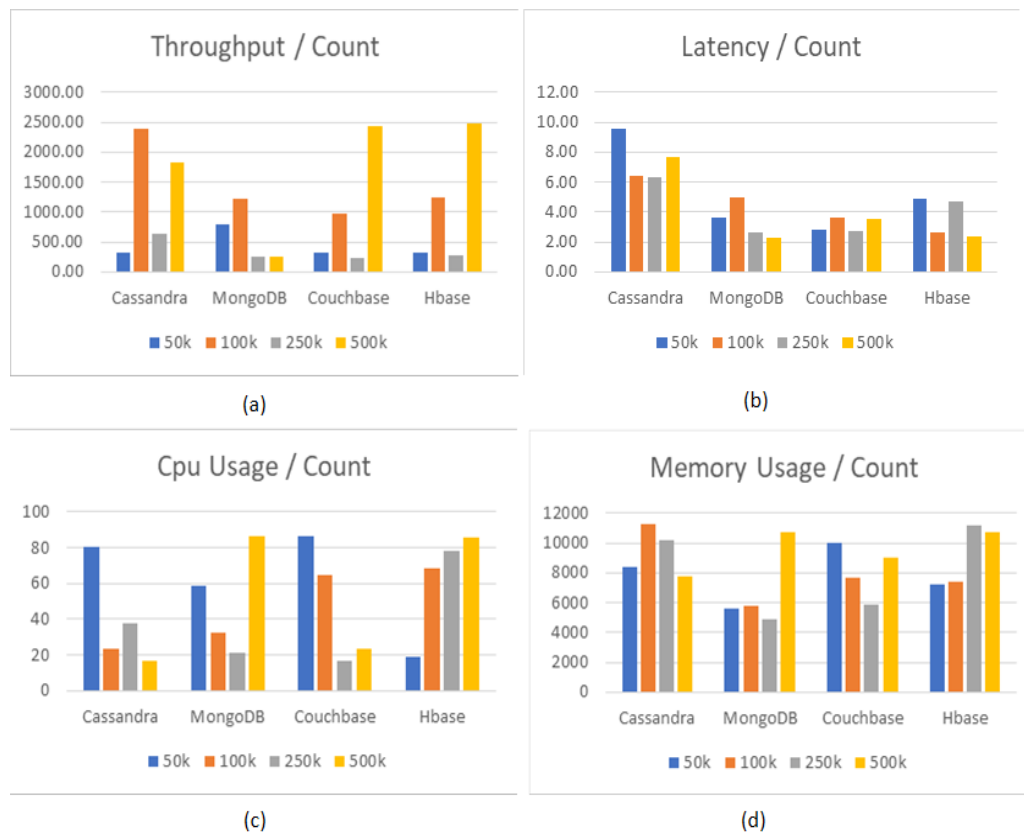 Throughput / Count
3000.00
2500.00
2000.00
1500.00
1000.00
500.00
0.00
Cassandra MongoDB Couchbase Hbase
50k 100k 250k 500k
(a)
Latency / Count
12.00
10.00
8.00
6.00
4.00
2.00
0.00
Cassandra MongoDB Couchbase Hbase
50k 100k 250k 500k
(b)
Cpu Usage / Count
100
80
60
40
20
0
Cassandra MongoDB Couchbase Hbase
50k 100k 250k 500k
(c)
Memory Usage / Count
12000
10000
8000
6000
4000
2000
0
Cassandra MongoDB Couchbase Hbase
50k 100k 250k 500k
(d)